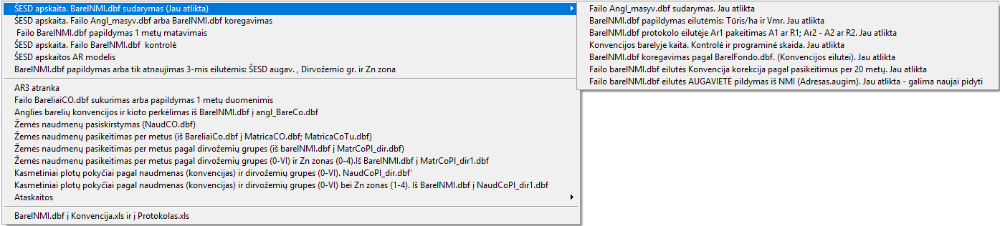 ŠESD apskaita. BarelNMI.dbf sudarymas (Jau atlikta)
ŠESD apskaita. Failo Angl_masyv.dbf arba BarelNMI.dbf koregavimas
Failo BarelNMI.dbf papildymas 1 metų matavimais
ŠESD apskaita. Failo BarelNMI.dbf kontrolė
ŠESD apskaitos AR modelis
BarelNMI.dbf papildymas arba tik atnaujimas 3-mis eilutėmis: ŠESD augav. , Dirvožemio gr. ir Zn zona
AR3 atranka
Failo BareliaiCO.dbf sukurimas arba papildymas 1 metų duomenimis
Anglies barelių konvencijos ir kioto perkėlimas iš BarelNMI.dbf į angl_BareCo.dbf
Žemės naudmenų pasiskirstymas (NaudCO.dbf)
Žemės naudmenų pasikeitimas per metus (iš BareliaiCo.dbf į MatricaCO.dbf; MatricaCoTu.dbf)
Žemės naudmenų pasikeitimas per metus pagal dirvožemių grupes (iš barelNMI.dbf į MatrCoPl_dir.dbf)
Žemės naudmenų pasikeitimas per metus pagal dirvožemių grupes (0-VI) ir Zn zonas (0-4).Iš BarelNMI.dbf į MatrCoPl_dir1.dbf
Kasmetiniai plotų pokyčiai pagal naudmenas (konvencijas) ir dirvožemių grupes (0-VI). NaudCoPl_dir.dbf'
Kasmetiniai plotų pokyčiai pagal naudmenas (konvencijas) ir dirvožemių grupes (0-VI) bei Zn zonas (1-4). Iš BarelNMI.dbf į NaudCoPl_dir1.dbf
Ataskaitos
BarelNMI.dbf į Konvencija.xls ir į Protokolas.xls
Failo Angl_masyv.dbf sudarymas. Jau atlikta
BarelNMI.dbf papildymas eilutėmis: Tūris/ha ir Vmr. Jau atlikta
BarelNMI.dbf protokolo eilutėje Ar1 pakeitimas A1 ar R1; Ar2 - A2 ar R2. Jau atlikta
Konvencijos barelyje kaita. Kontrolė ir programinė skaida. Jau atlikta
BarelNMI.dbf koregavimas pagal BarelFondo.dbf. (Konvencijos eilutei). Jau atlikta
Failo barelNMI.dbf eilutės Konvencija korekcija pagal pasikeitimus per 20 metų. Jau atlikta
Failo barelNMI.dbf eilutės AUGAVIETĖ pildymas iš NMI (Adresas.augim). Jau atlikta - galima naujai pidyti